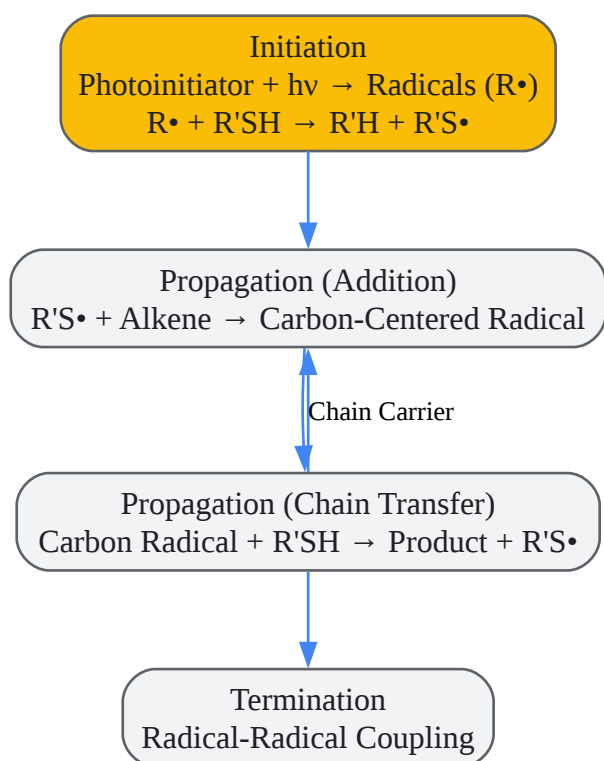 Initiation
Photoinitiator + hν → Radicals (R•)
R• + R'SH → R'H + R'S•
Propagation (Addition)
R'S• + Alkene → Carbon-Centered Radical
Chain Carrier
Propagation (Chain Transfer)
Carbon Radical + R'SH → Product + R'S•
Termination
Radical-Radical Coupling